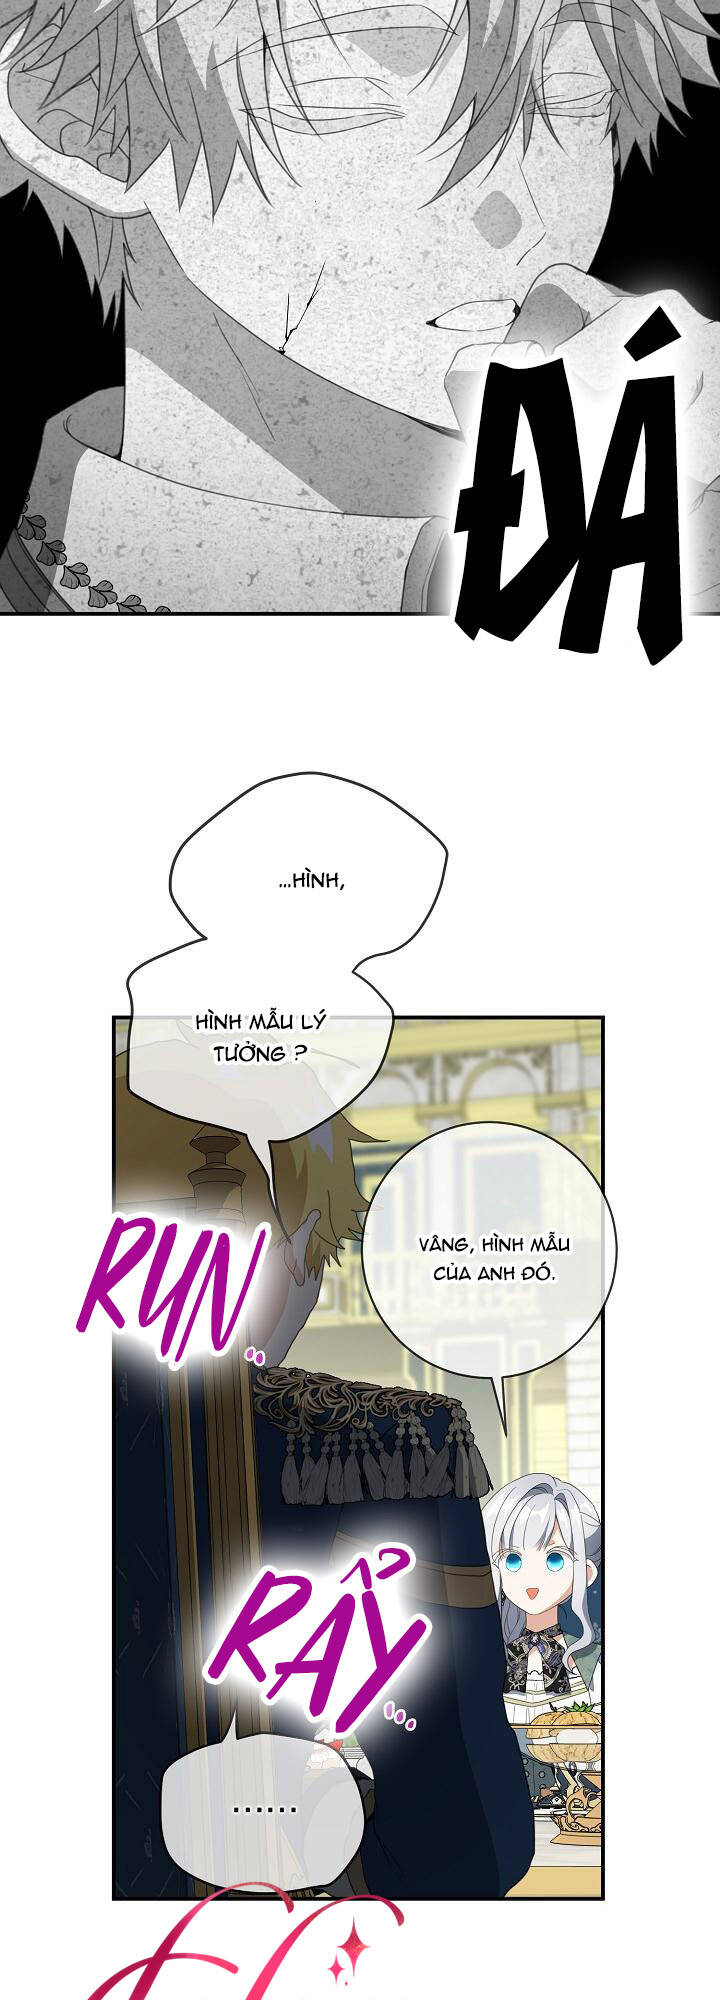 ĐÁ
...HÌNH,
HÌNH MẪU LÝ
TƯỞNG ?
VÂNG, HÌNH MẪU
CỦA ANH ĐÓ.
RUN..
RẨY...
......